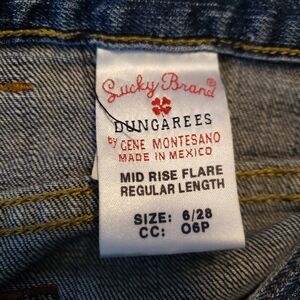 Lucky Brand
DUNGAREES
by GENE MONTESANO
MADE IN MEXICO
MID RISE FLARE
REGULAR LENGTH
SIZE: 6/28
CC: O6P